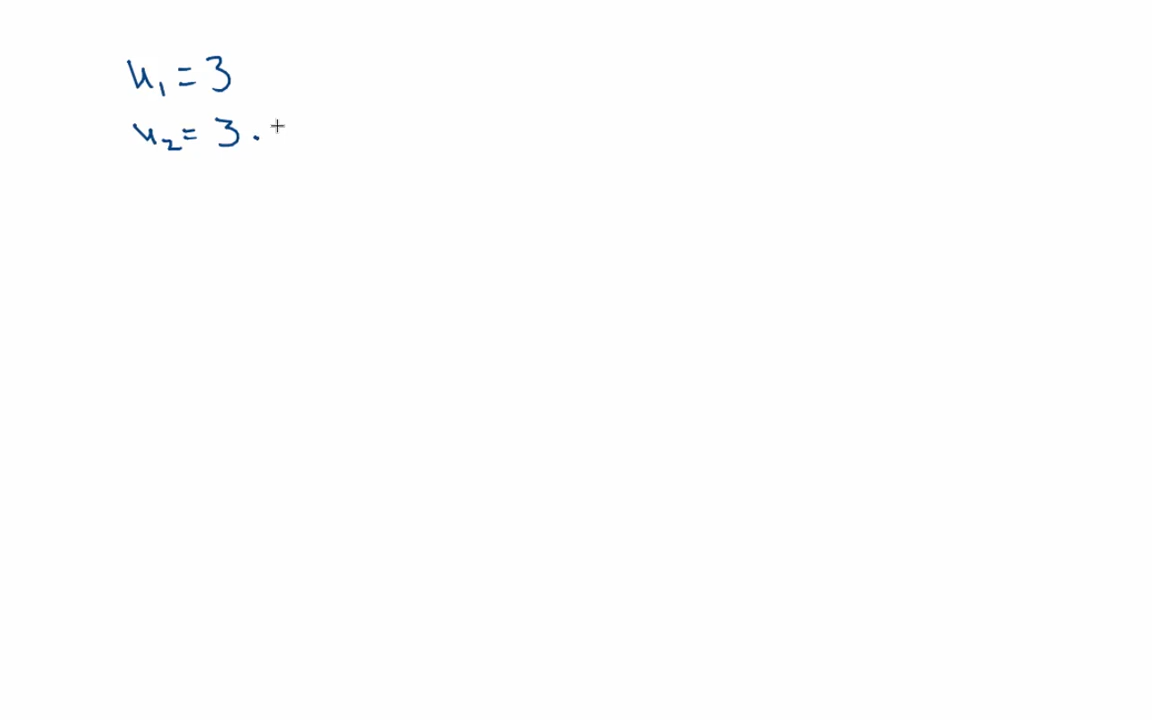 u₁ = 3
u₂ = 3 ·